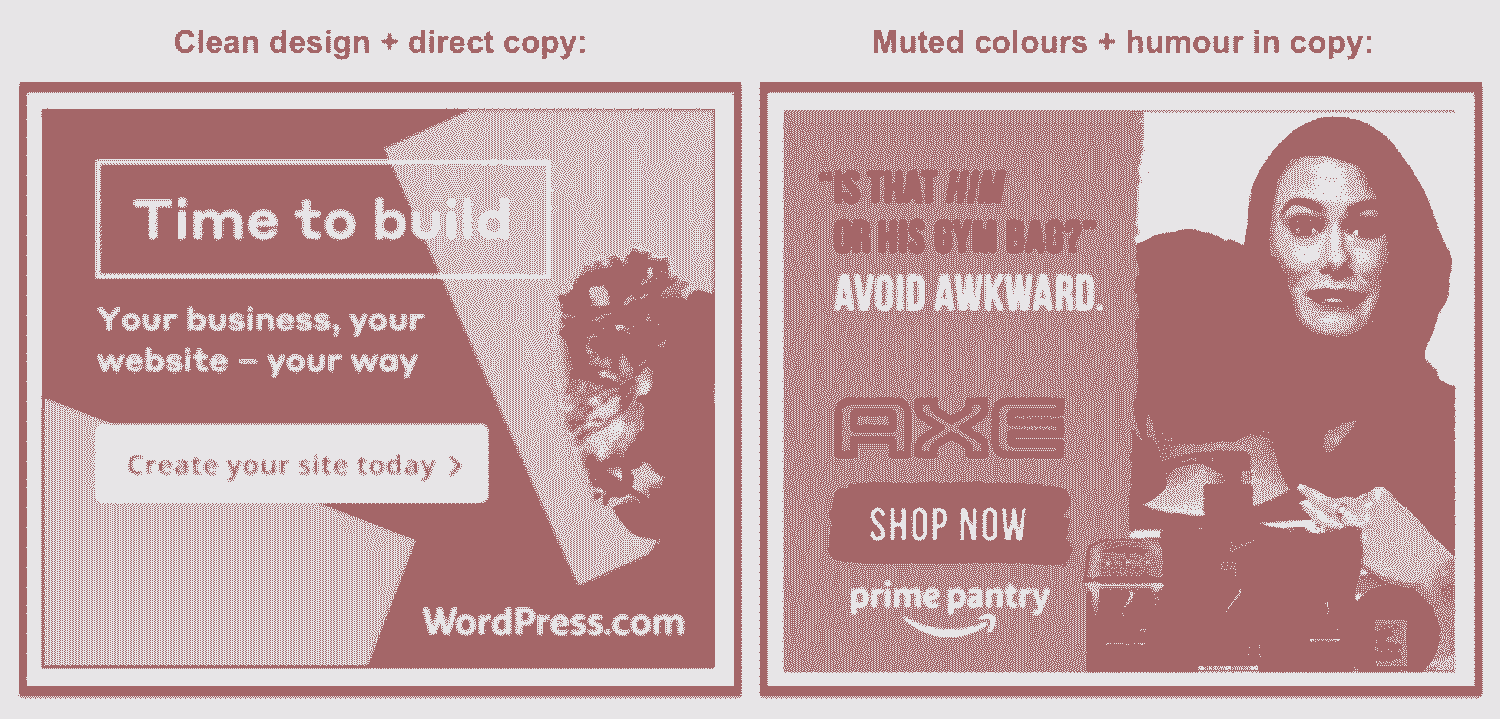 Clean design + direct copy:
Time to build
Your business, your
website – your way
Create your site today >
WordPress.com
Muted colours + humour in copy:
"IS THAT HIM
OR HIS GYM BAG?"
AVOID AWKWARD.
AXE
SHOP NOW
prime pantry